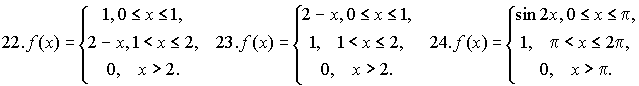 22. f(x) = { 1, 0 ≤ x ≤ 1,
2 − x, 1 < x ≤ 2,
0, x > 2.
23. f(x) = { 2 − x, 0 ≤ x ≤ 1,
1, 1 < x ≤ 2,
0, x > 2.
24. f(x) = { sin 2x, 0 ≤ x ≤ π,
1, π < x ≤ 2π,
0, x > π.